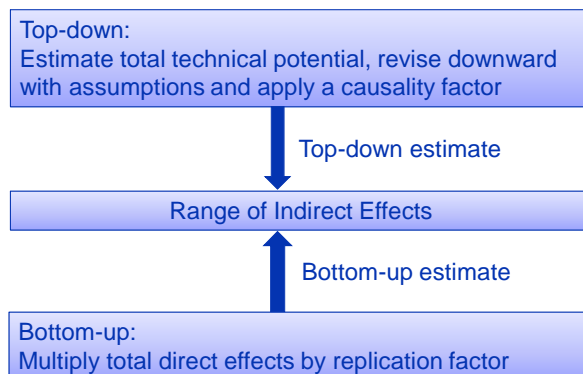 Top-down:
Estimate total technical potential, revise downward
with assumptions and apply a causality factor
Top-down estimate
Range of Indirect Effects
Bottom-up estimate
Bottom-up:
Multiply total direct effects by replication factor